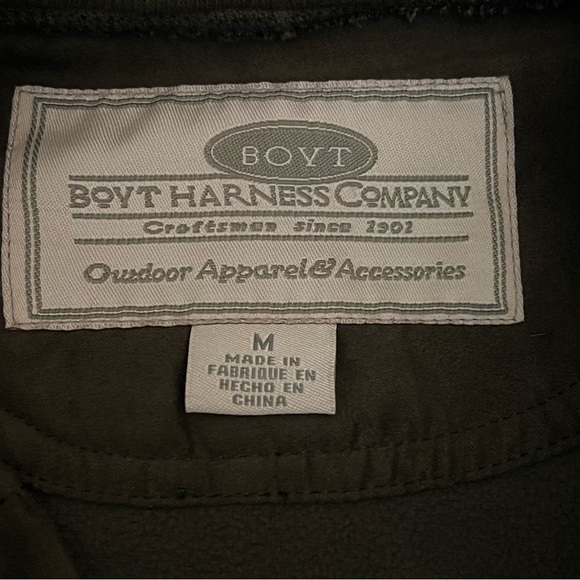 BOYT
BOYT HARNESS COMPANY
Craftsmen since 1901
Outdoor Apparel & Accessories
M
MADE IN
FABRIQUE EN
HECHO EN
CHINA